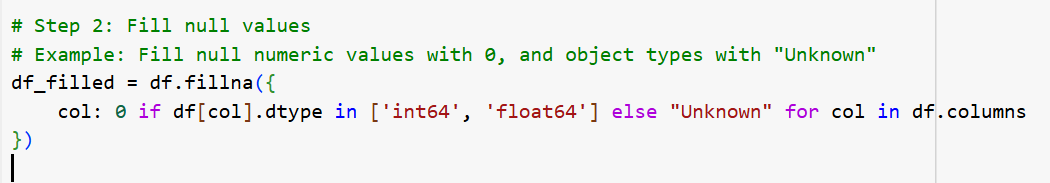 # Step 2: Fill null values
# Example: Fill null numeric values with 0, and object types with "Unknown"
df_filled = df.fillna({
    col: 0 if df[col].dtype in ['int64', 'float64'] else "Unknown" for col in df.columns
})